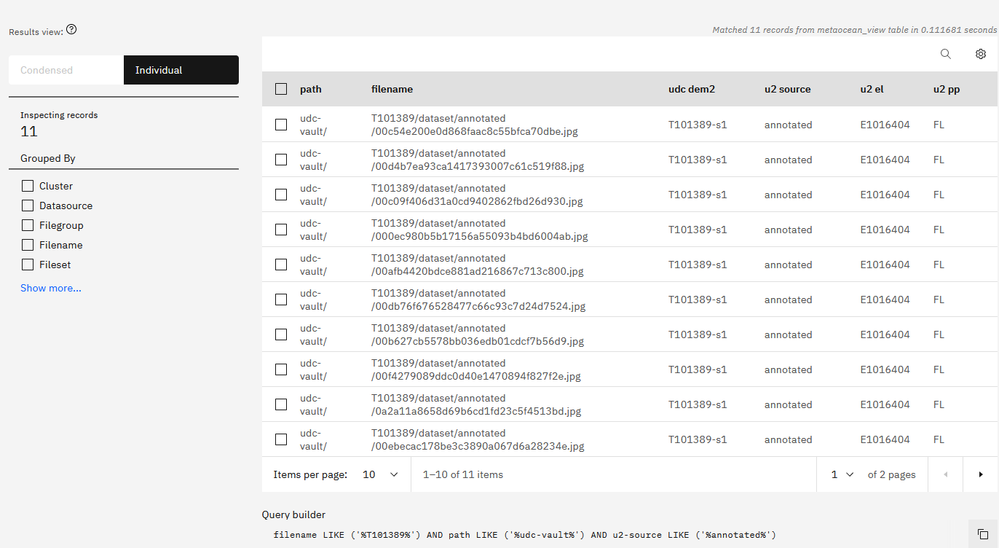 Results view:
Matched 11 records from metaocean_view table in 0.111681 seconds
Condensed
Individual
Inspecting records
11
Grouped By
Cluster
Datasource
Filegroup
Filename
Fileset
Show more...
path filename udc dem2 u2 source u2 el u2 pp
udc-
vault/
T101389/dataset/annotated
/00c54e200e0d868faac8c55bfca70dbe.jpg
T101389-s1 annotated E1016404 FL
udc-
vault/
T101389/dataset/annotated
/00d4b7ea93ca1417393007c61c519f88.jpg
T101389-s1 annotated E1016404 FL
udc-
vault/
T101389/dataset/annotated
/00c09f406d31a0cd9402862fbd26d930.jpg
T101389-s1 annotated E1016404 FL
udc-
vault/
T101389/dataset/annotated
/000ec980b5b17156a55093b4bd6004ab.jpg
T101389-s1 annotated E1016404 FL
udc-
vault/
T101389/dataset/annotated
/00afb4420bdce881ad216867c713c800.jpg
T101389-s1 annotated E1016404 FL
udc-
vault/
T101389/dataset/annotated
/00db76f676528477c66c93c7d24d7524.jpg
T101389-s1 annotated E1016404 FL
udc-
vault/
T101389/dataset/annotated
/00b627cb5578bb036edb01cdcf7b56d9.jpg
T101389-s1 annotated E1016404 FL
udc-
vault/
T101389/dataset/annotated
/00f4279089ddc0d40e1470894f827f2e.jpg
T101389-s1 annotated E1016404 FL
udc-
vault/
T101389/dataset/annotated
/0a2a11a8658d69b6cd1fd23c5f4513bd.jpg
T101389-s1 annotated E1016404 FL
udc-
vault/
T101389/dataset/annotated
/00ebecac178be3c3890a067d6a28234e.jpg
T101389-s1 annotated E1016404 FL
Items per page: 10 1–10 of 11 items 1 of 2 pages
Query builder
filename LIKE ('%T101389%') AND path LIKE ('%udc-vault%') AND u2-source LIKE ('%annotated%')